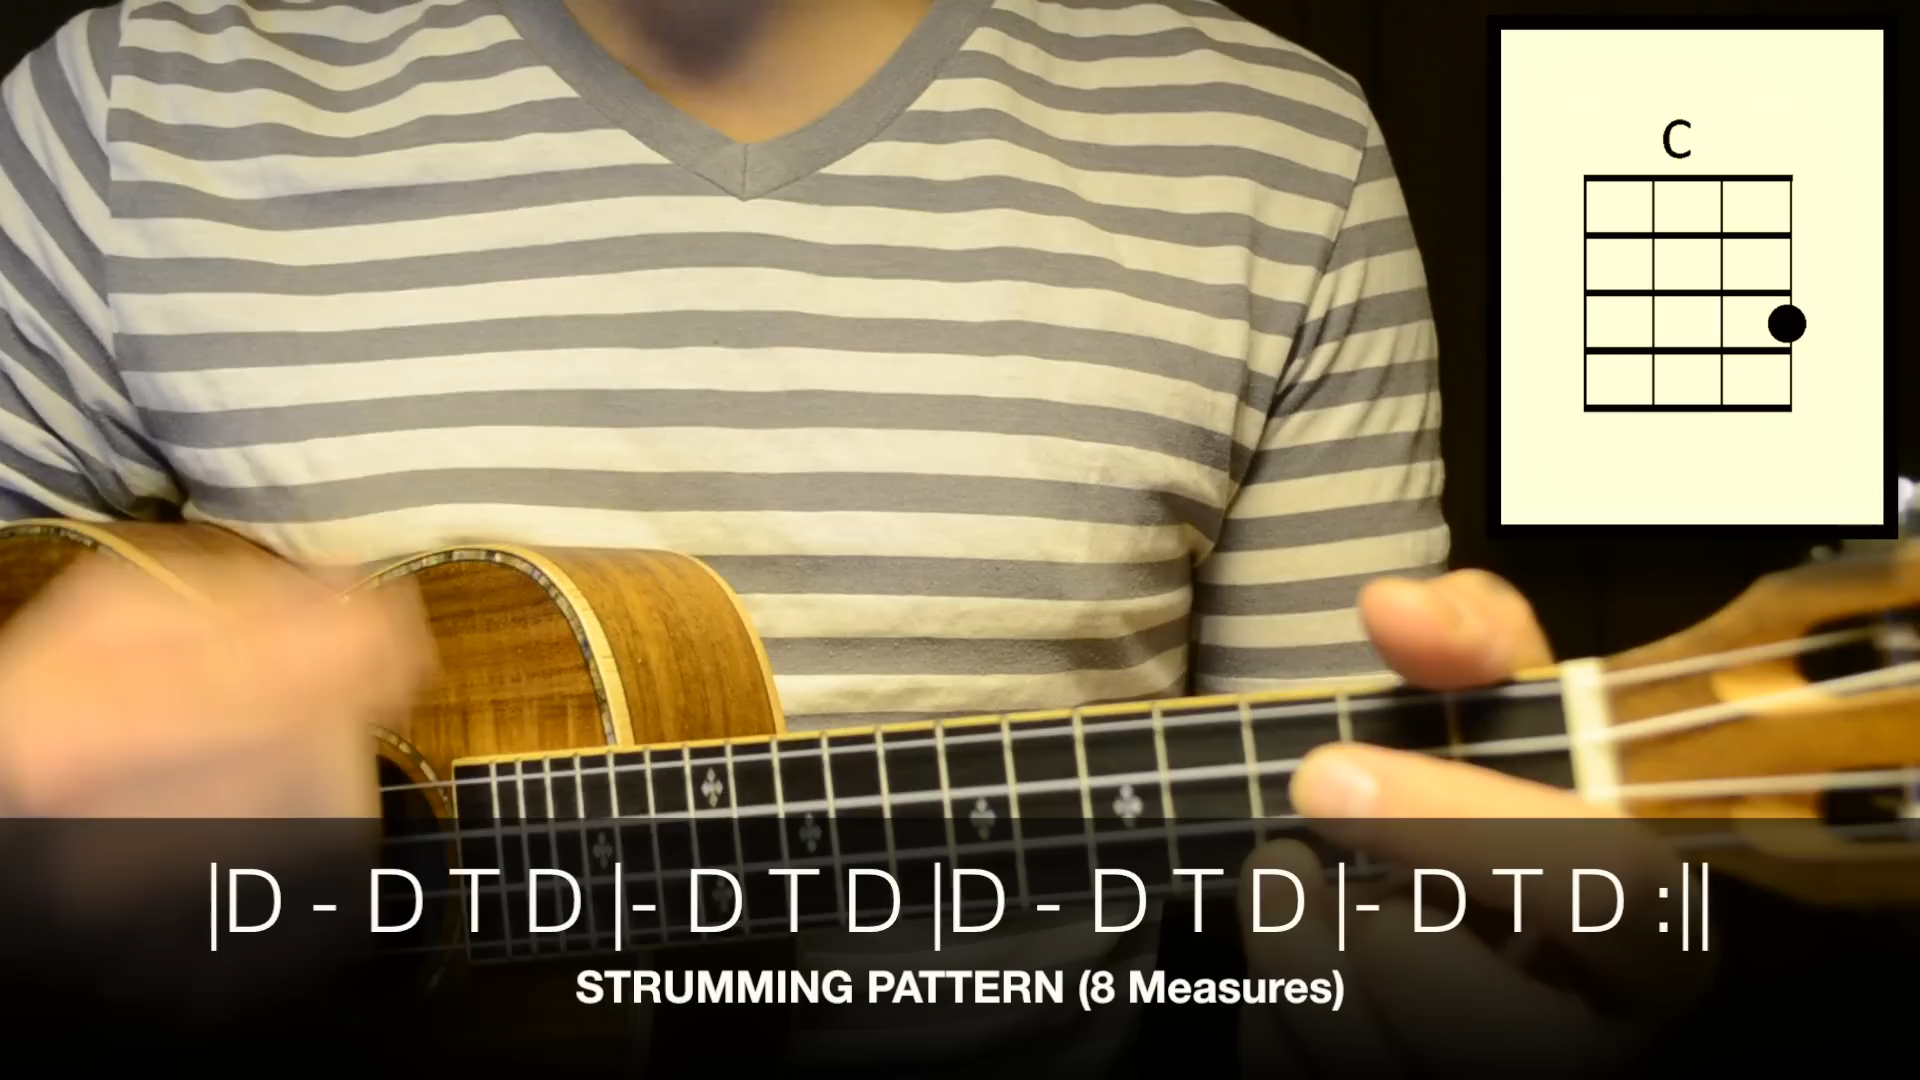 C
|D - D T D |- D T D |D - D T D |- D T D :||
STRUMMING PATTERN (8 Measures)